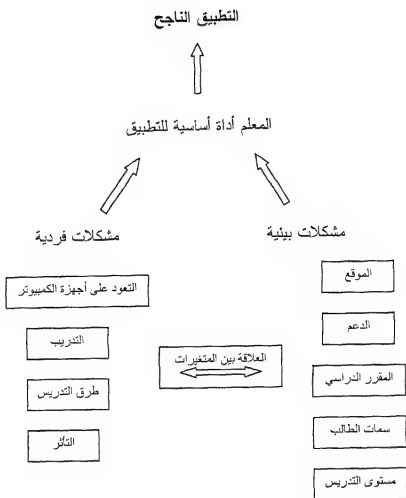 التطبيق الناجح
المعلم أداة أساسية للتطبيق
مشكلات بيئية
مشكلات فردية
الموقع
الدعم
المقرر الدراسي
سمات الطالب
مستوى التدريس
العلاقة بين المتغيرات
التعود على أجهزة الكمبيوتر
التدريب
طرق التدريس
التأثر